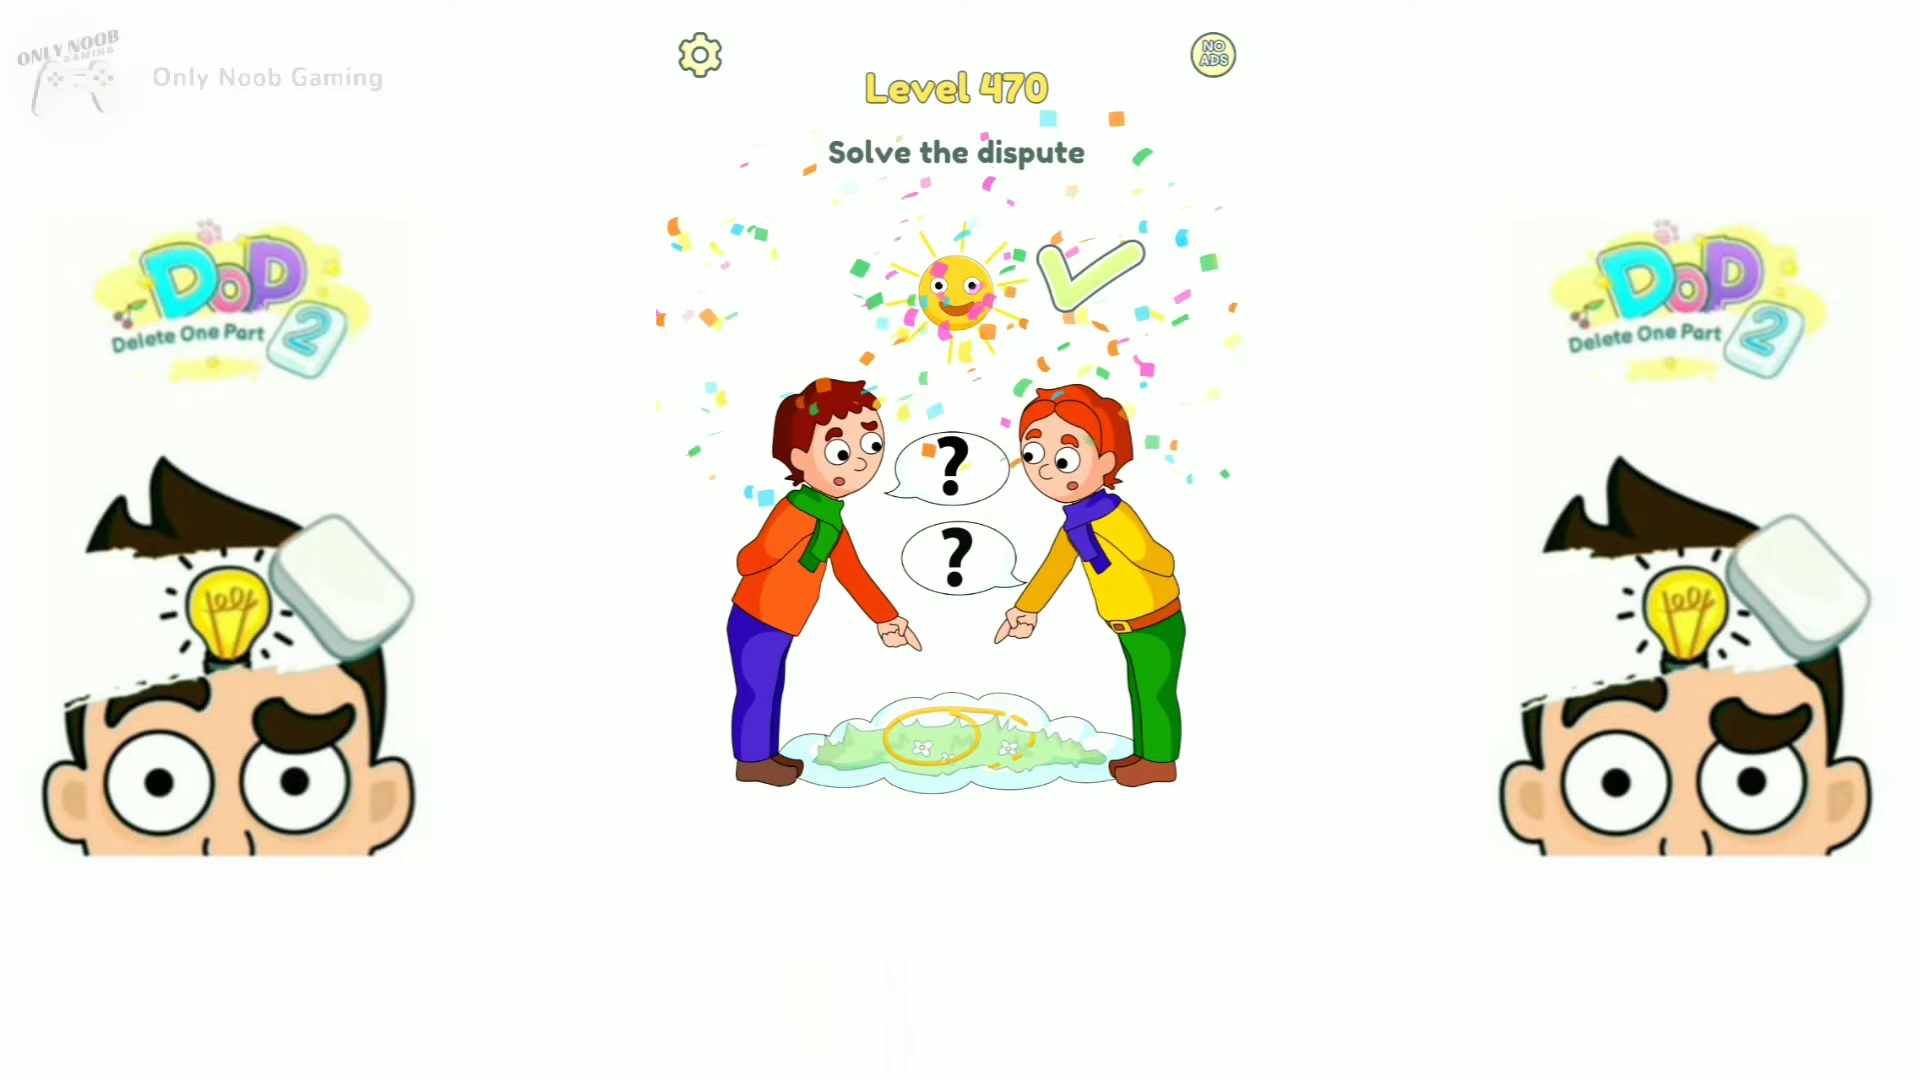 ONLY NOOB
GAMING
Only Noob Gaming
NO
ADS
Level 470
Solve the dispute
DOP
Delete One Part 2
DOP
Delete One Part 2
?
?